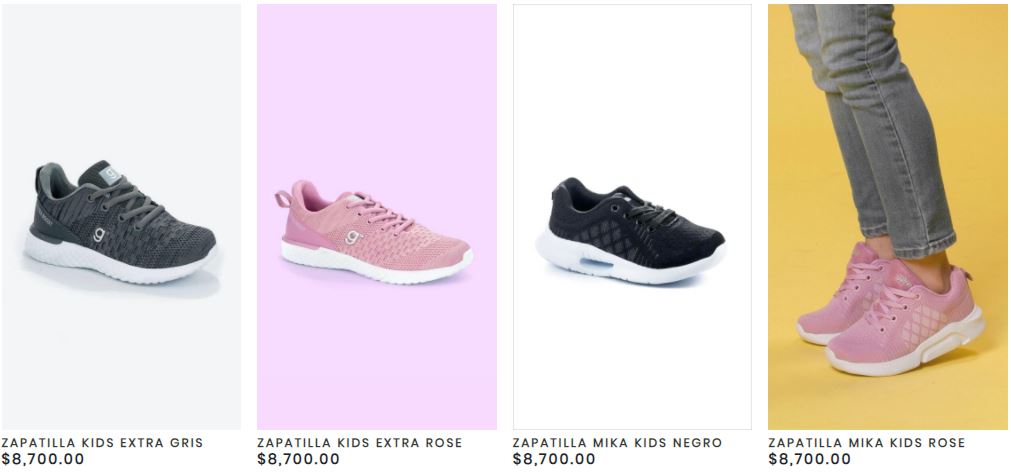 g
g
ZAPATILLA KIDS EXTRA GRIS
$8,700.00
ZAPATILLA KIDS EXTRA ROSE
$8,700.00
ZAPATILLA MIKA KIDS NEGRO
$8,700.00
ZAPATILLA MIKA KIDS ROSE
$8,700.00